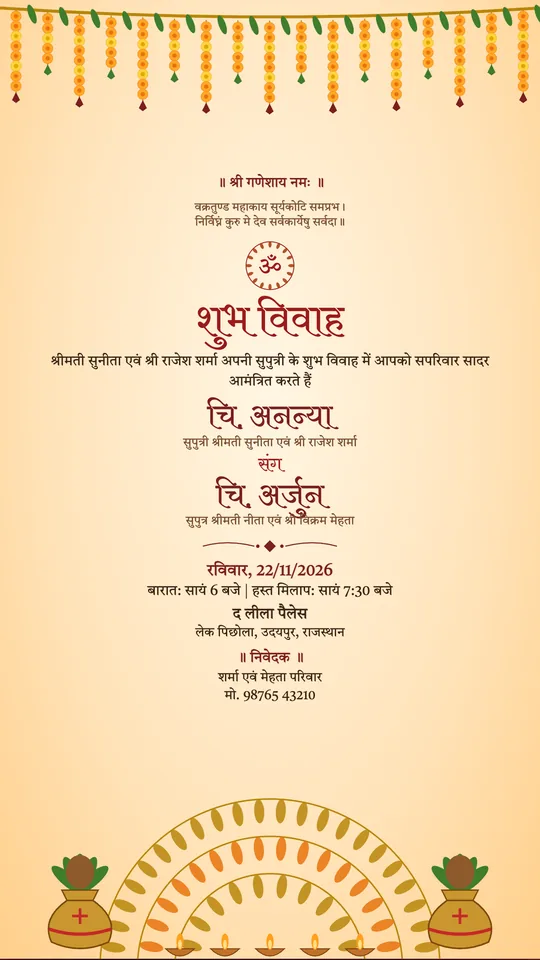 ॥ श्री गणेशाय नमः ॥
वक्रतुण्ड महाकाय सूर्यकोटि समप्रभ।
निर्विघ्नं कुरु मे देव सर्वकार्येषु सर्वदा॥
ॐ
शुभ विवाह
श्रीमती सुनीता एवं श्री राजेश शर्मा अपनी सुपुत्री के शुभ विवाह में आपको सपरिवार सादर
आमंत्रित करते हैं
चि. अनन्या
सुपुत्री श्रीमती सुनीता एवं श्री राजेश शर्मा
संग
चि. अर्जुन
सुपुत्र श्रीमती नीता एवं श्री विक्रम मेहता
रविवार, 22/11/2026
बारात: सायं 6 बजे | हस्त मिलाप: सायं 7:30 बजे
द लीला पैलेस
लेक पिछोला, उदयपुर, राजस्थान
॥ निवेदक ॥
शर्मा एवं मेहता परिवार
मो. 98765 43210